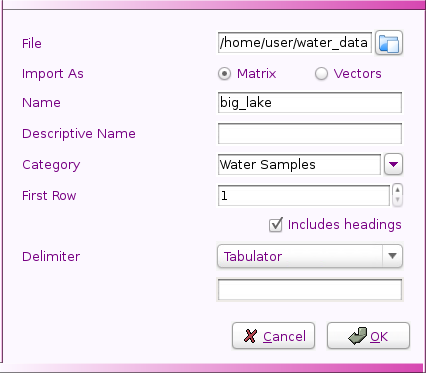 File /home/user/water_data
Import As Matrix Vectors
Name big_lake
Descriptive Name
Category Water Samples
First Row 1
Includes headings
Delimiter Tabulator
Cancel OK